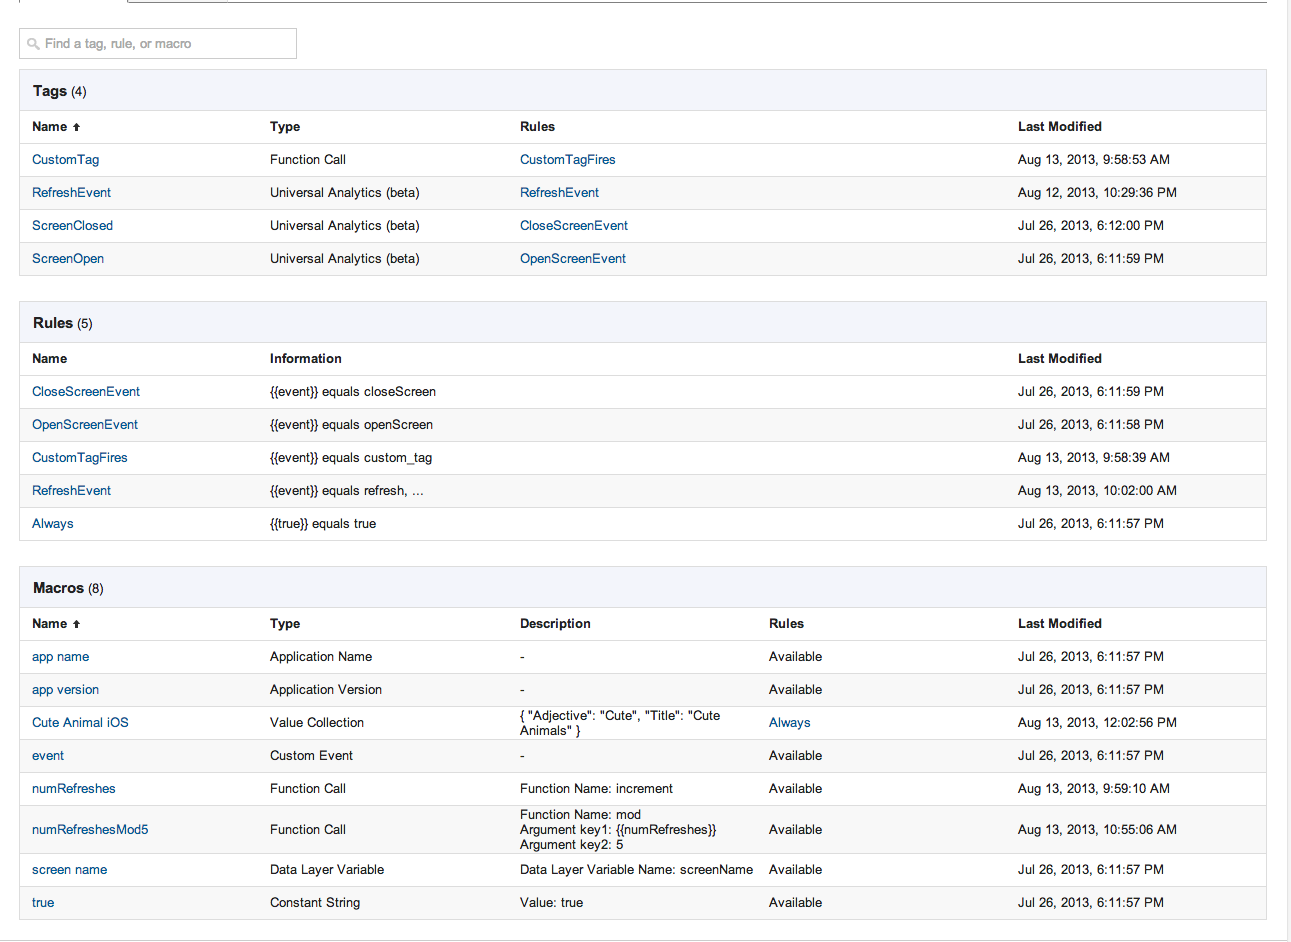 Find a tag, rule, or macro
Tags (4)
Name Type Rules Last Modified
CustomTag Function Call CustomTagFires Aug 13, 2013, 9:58:53 AM
RefreshEvent Universal Analytics (beta) RefreshEvent Aug 12, 2013, 10:29:36 PM
ScreenClosed Universal Analytics (beta) CloseScreenEvent Jul 26, 2013, 6:12:00 PM
ScreenOpen Universal Analytics (beta) OpenScreenEvent Jul 26, 2013, 6:11:59 PM
Rules (5)
Name Information Last Modified
CloseScreenEvent {{event}} equals closeScreen Jul 26, 2013, 6:11:59 PM
OpenScreenEvent {{event}} equals openScreen Jul 26, 2013, 6:11:58 PM
CustomTagFires {{event}} equals custom_tag Aug 13, 2013, 9:58:39 AM
RefreshEvent {{event}} equals refresh, ... Aug 13, 2013, 10:02:00 AM
Always {{true}} equals true Jul 26, 2013, 6:11:57 PM
Macros (8)
Name Type Description Rules Last Modified
app name Application Name - Available Jul 26, 2013, 6:11:57 PM
app version Application Version - Available Jul 26, 2013, 6:11:57 PM
Cute Animal iOS Value Collection { "Adjective": "Cute", "Title": "Cute
Animals" } Always Aug 13, 2013, 12:02:56 PM
event Custom Event - Available Jul 26, 2013, 6:11:57 PM
numRefreshes Function Call Function Name: increment Available Aug 13, 2013, 9:59:10 AM
Function Name: mod
numRefreshesMod5 Function Call Argument key1: {{numRefreshes}} Available Aug 13, 2013, 10:55:06 AM
Argument key2: 5
screen name Data Layer Variable Data Layer Variable Name: screenName Available Jul 26, 2013, 6:11:57 PM
true Constant String Value: true Available Jul 26, 2013, 6:11:57 PM